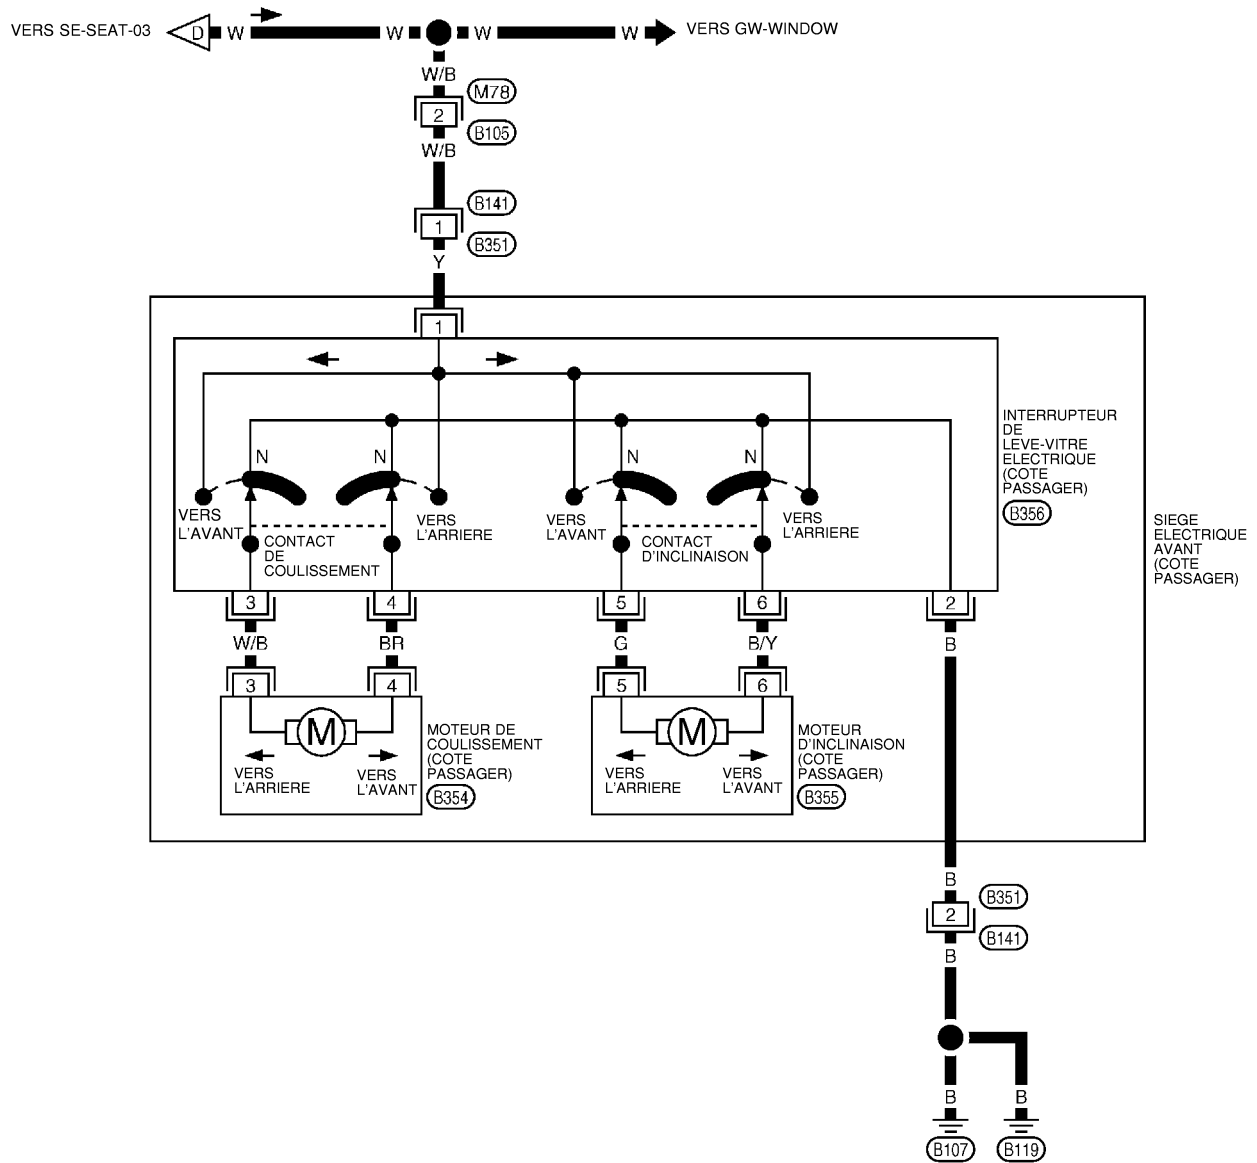 VERS SE-SEAT-03
D
W
W
W
W
VERS GW-WINDOW
W/B
M78
2
B105
W/B
B141
1
B351
Y
1
N
N
N
N
VERS
L'AVANT
CONTACT
DE
COULISSEMENT
VERS
L'ARRIERE
VERS
L'AVANT
CONTACT
D'INCLINAISON
VERS
L'ARRIERE
INTERRUPTEUR
DE
LEVE-VITRE
ELECTRIQUE
(COTE
PASSAGER)
B356
SIEGE
ELECTRIQUE
AVANT
(COTE
PASSAGER)
3
4
5
6
2
W/B
BR
G
B/Y
B
3
4
5
6
M
VERS
L'ARRIERE
VERS
L'AVANT
MOTEUR DE
COULISSEMENT
(COTE
PASSAGER)
B354
M
VERS
L'ARRIERE
VERS
L'AVANT
MOTEUR
D'INCLINAISON
(COTE
PASSAGER)
B355
B
B351
2
B141
B
B
B
B107
B119